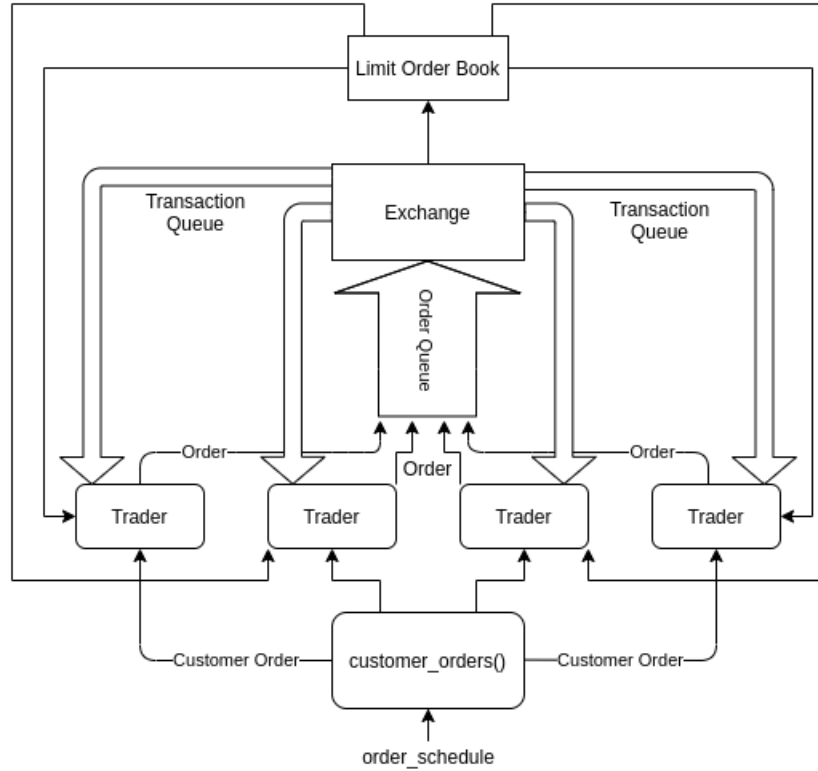 Limit Order Book
Exchange
Transaction
Queue
Transaction
Queue
Order Queue
Order
Order
Order
Trader
Trader
Trader
Trader
Customer Order
customer_orders()
Customer Order
order_schedule